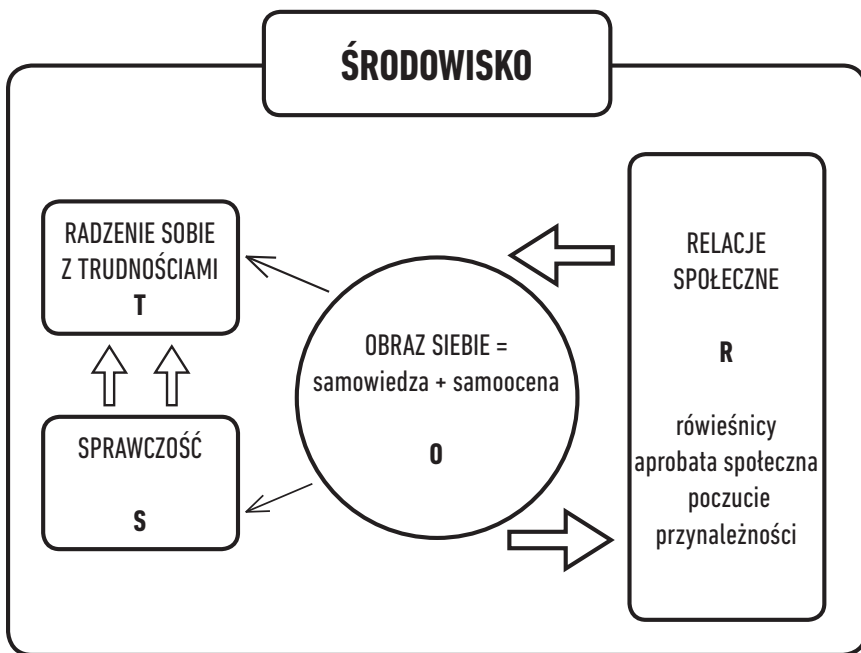 ŚRODOWISKO
RADZENIE SOBIE
Z TRUDNOŚCIAMI
T
SPRAWCZOŚĆ
S
OBRAZ SIEBIE =
samowiedza + samoocena
O
RELACJE
SPOŁECZNE
R
rówieśnicy
aprobata społeczna
poczucie
przynależności